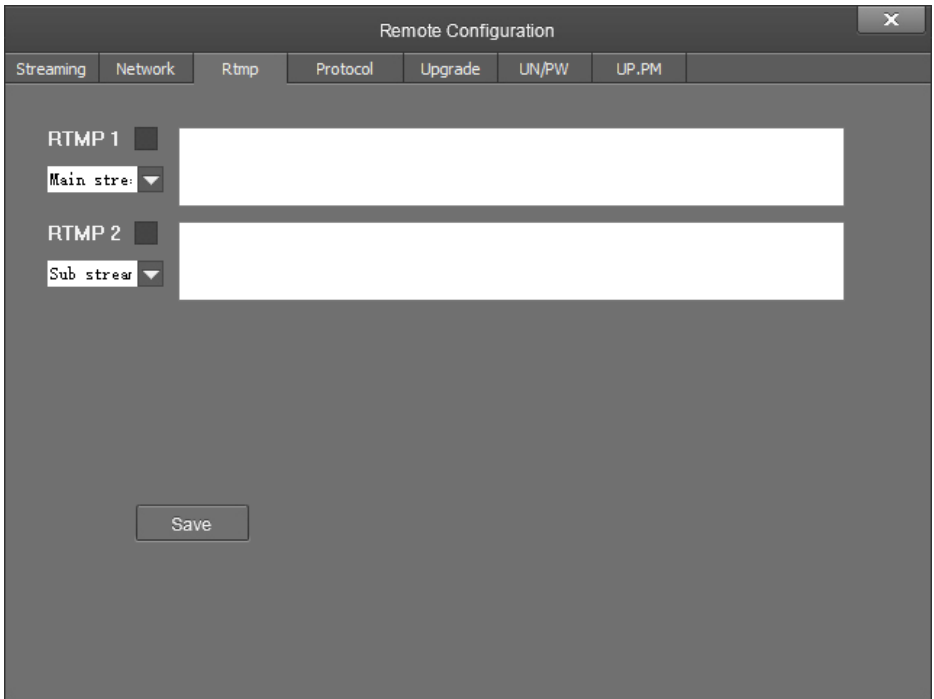 Remote Configuration
X
Streaming Network Rtmp Protocol Upgrade UN/PW UP.PM
RTMP 1
Main stre
RTMP 2
Sub strear
Save